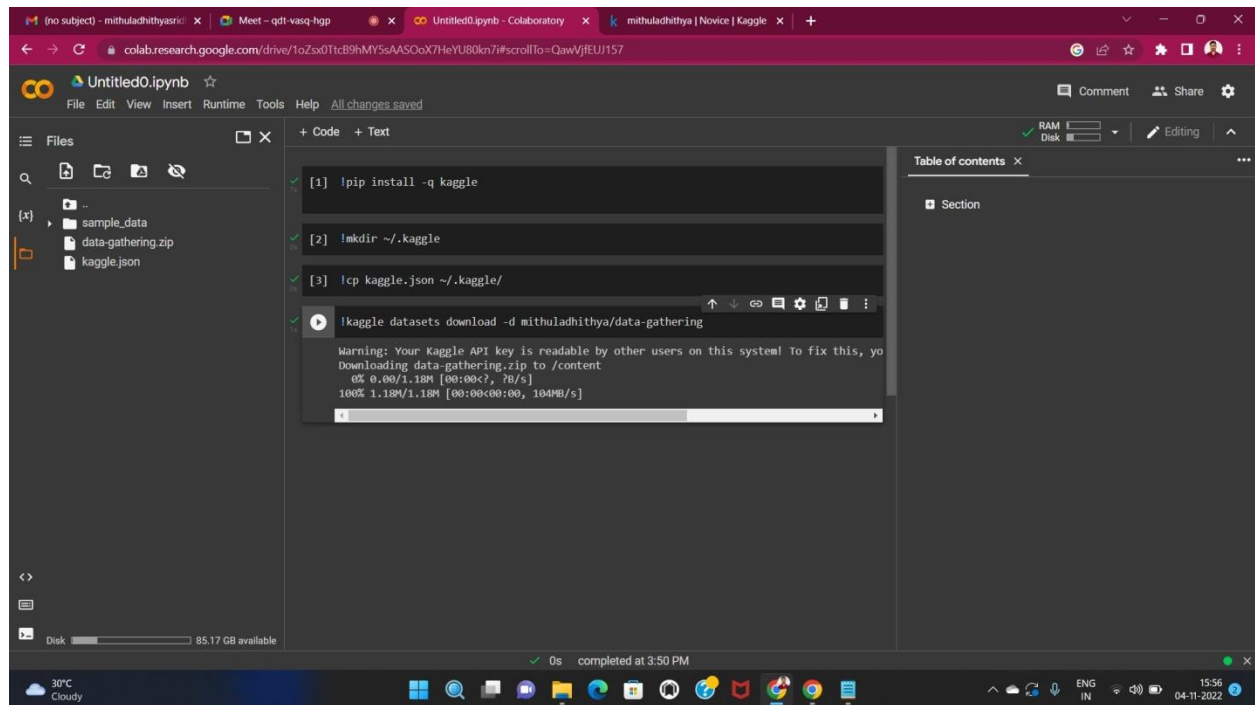 (no subject) - mithuladhithyasrid
Meet – qdt-vasq-hgp
Untitled0.ipynb - Colaboratory
mithuladhithya | Novice | Kaggle
colab.research.google.com/drive/1oZsx0TtcB9hMY5sAASOoX7HeYU80kn7i#scrollTo=QawVjfEUJ157
Untitled0.ipynb
File Edit View Insert Runtime Tools Help All changes saved
Comment Share
Files
+ Code + Text
RAM
Disk
Editing
Table of contents
Section
..
sample_data
data-gathering.zip
kaggle.json
{x}
[1] !pip install -q kaggle
[2] !mkdir ~/.kaggle
[3] !cp kaggle.json ~/.kaggle/
!kaggle datasets download -d mithuladhithya/data-gathering
Warning: Your Kaggle API key is readable by other users on this system! To fix this, yo
Downloading data-gathering.zip to /content
0% 0.00/1.18M [00:00<?, ?B/s]
100% 1.18M/1.18M [00:00<00:00, 104MB/s]
Disk 85.17 GB available
0s completed at 3:50 PM
30°C
Cloudy
ENG
IN
15:56
04-11-2022
2